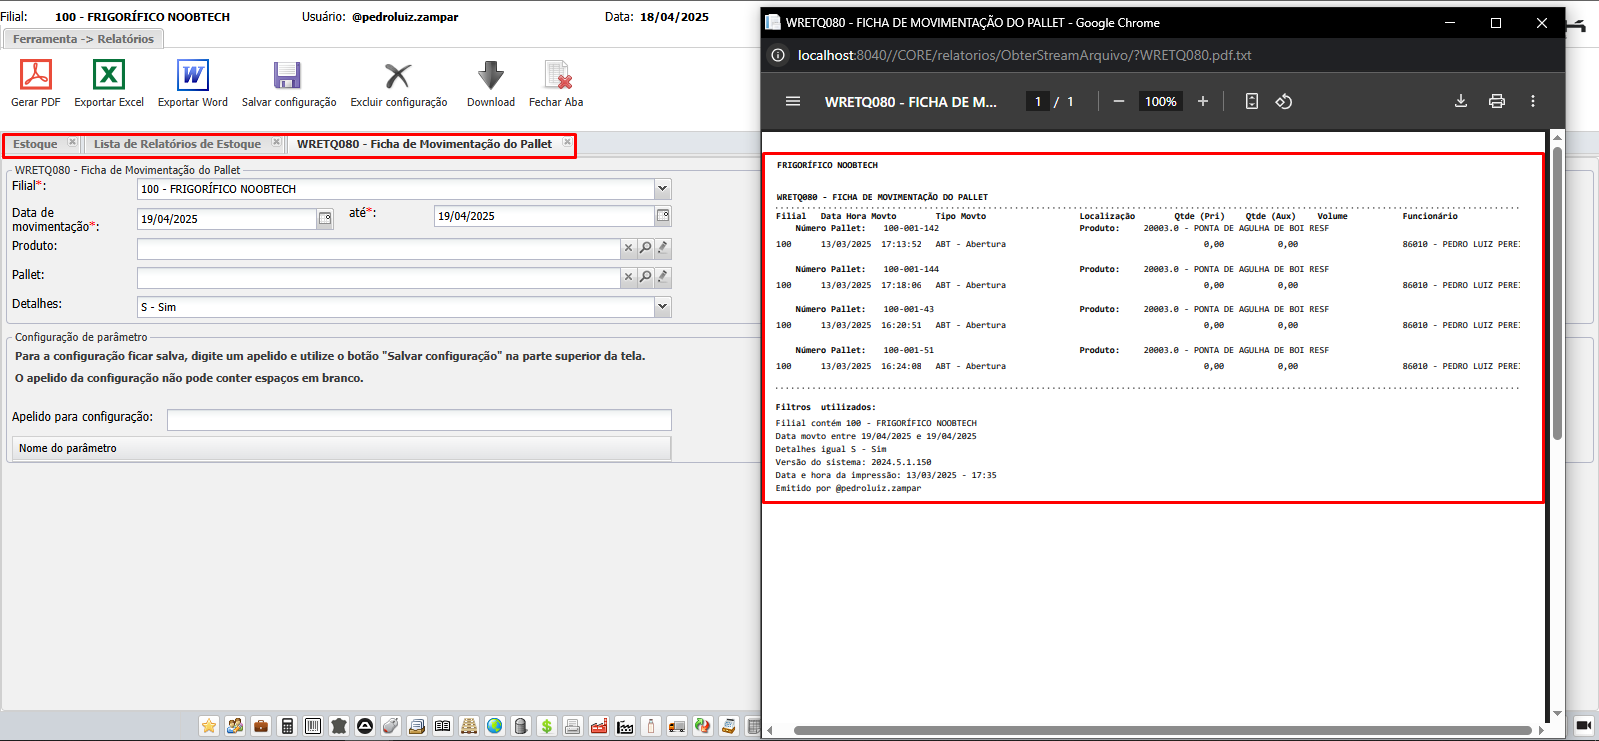 Filial: 100 - FRIGORÍFICO NOOBTECH Usuário: @pedroluiz.zampar Data: 18/04/2025
Ferramenta -> Relatórios
Gerar PDF Exportar Excel Exportar Word Salvar configuração Excluir configuração Download Fechar Aba
Estoque Lista de Relatórios de Estoque WRETQ080 - Ficha de Movimentação do Pallet
WRETQ080 - Ficha de Movimentação do Pallet
Filial*: 100 - FRIGORÍFICO NOOBTECH
Data de movimentação*: 19/04/2025 até*: 19/04/2025
Produto:
Pallet:
Detalhes: S - Sim
Configuração de parâmetro
Para a configuração ficar salva, digite um apelido e utilize o botão "Salvar configuração" na parte superior da tela.
O apelido da configuração não pode conter espaços em branco.
Apelido para configuração:
Nome do parâmetro
WRETQ080 - FICHA DE MOVIMENTAÇÃO DO PALLET - Google Chrome
localhost:8040//CORE/relatorios/ObterStreamArquivo/?WRETQ080.pdf.txt
WRETQ080 - FICHA DE M... 1 / 1 100%
FRIGORÍFICO NOOBTECH
WRETQ080 - FICHA DE MOVIMENTAÇÃO DO PALLET
Filial Data Hora Movto Tipo Movto Localização Qtde (Pri) Qtde (Aux) Volume Funcionário
Número Pallet: 100-001-142 Produto: 20003.0 - PONTA DE AGULHA DE BOI RESF
100 13/03/2025 17:13:52 ABT - Abertura 0,00 0,00 86010 - PEDRO LUIZ PEREI
Número Pallet: 100-001-144 Produto: 20003.0 - PONTA DE AGULHA DE BOI RESF
100 13/03/2025 17:18:06 ABT - Abertura 0,00 0,00 86010 - PEDRO LUIZ PEREI
Número Pallet: 100-001-43 Produto: 20003.0 - PONTA DE AGULHA DE BOI RESF
100 13/03/2025 16:20:51 ABT - Abertura 0,00 0,00 86010 - PEDRO LUIZ PEREI
Número Pallet: 100-001-51 Produto: 20003.0 - PONTA DE AGULHA DE BOI RESF
100 13/03/2025 16:24:08 ABT - Abertura 0,00 0,00 86010 - PEDRO LUIZ PEREI
Filtros utilizados:
Filial contém 100 - FRIGORÍFICO NOOBTECH
Data movto entre 19/04/2025 e 19/04/2025
Detalhes igual S - Sim
Versão do sistema: 2024.5.1.150
Data e hora da impressão: 13/03/2025 - 17:35
Emitido por @pedroluiz.zampar